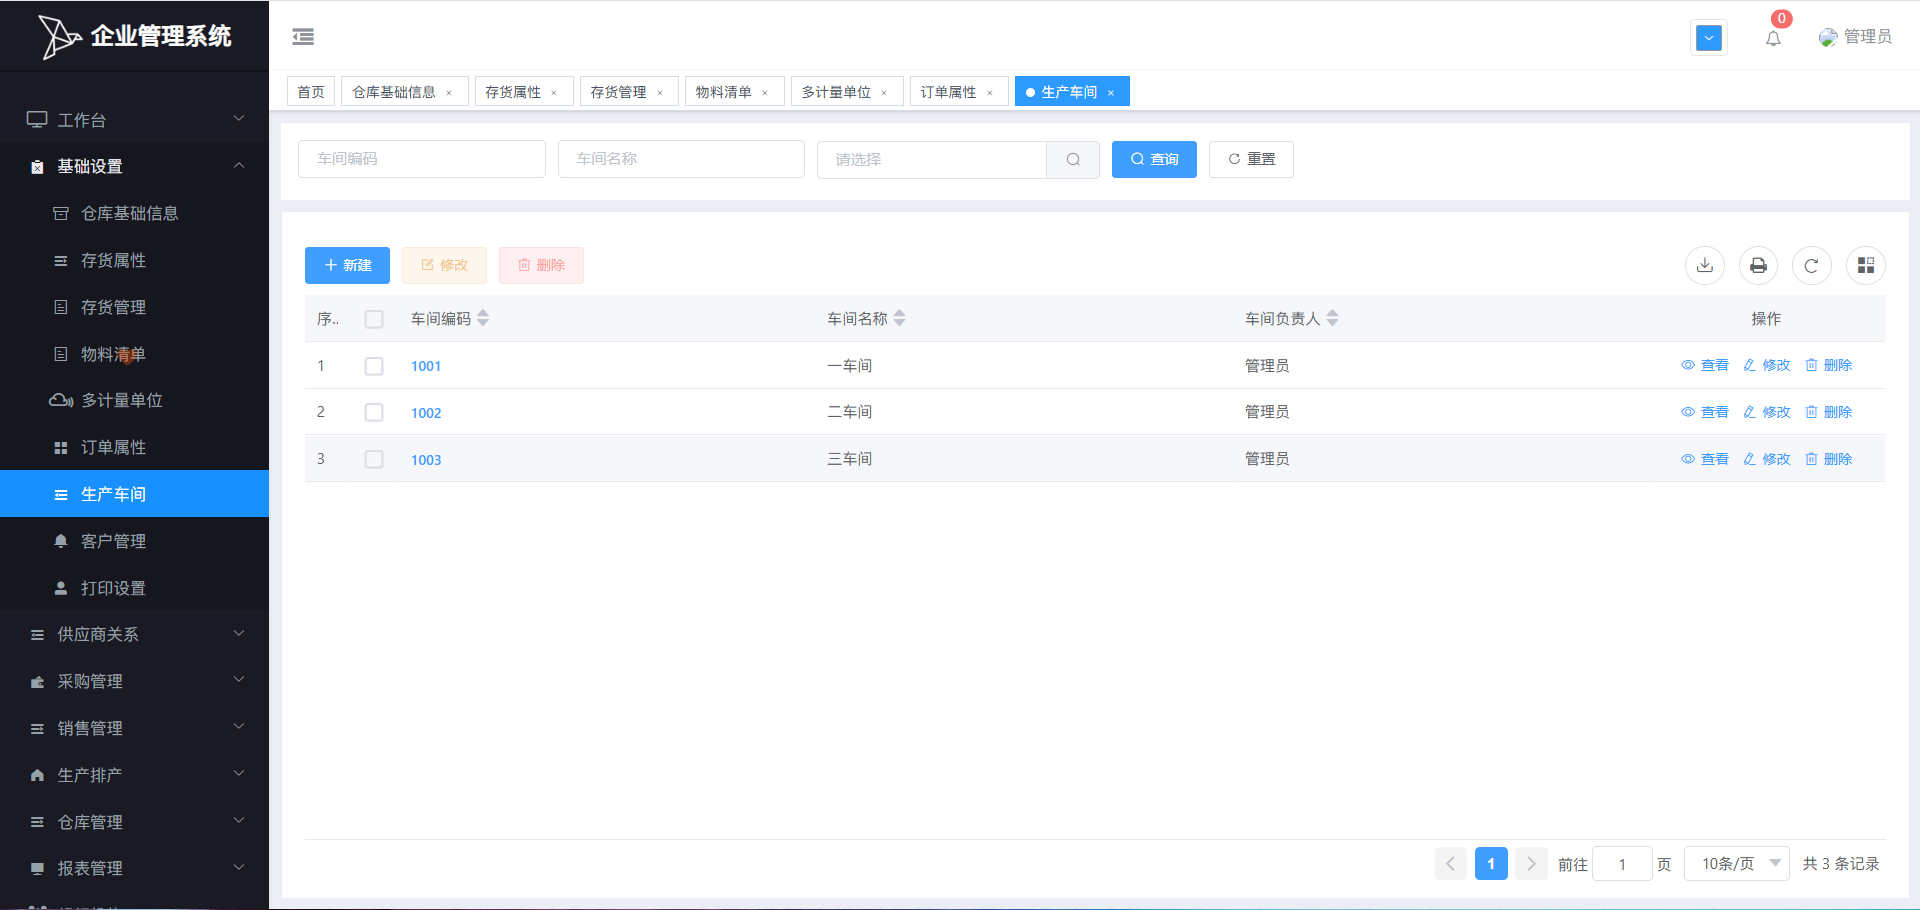 企业管理系统
0
管理员
首页 仓库基础信息 × 存货属性 × 存货管理 × 物料清单 × 多计量单位 × 订单属性 × 生产车间 ×
工作台
基础设置
仓库基础信息
存货属性
存货管理
物料清单
多计量单位
订单属性
生产车间
客户管理
打印设置
供应商关系
采购管理
销售管理
生产排产
仓库管理
报表管理
车间编码 车间名称 请选择 查询 重置
新建 修改 删除
序.. 车间编码 车间名称 车间负责人 操作
1 1001 一车间 管理员 查看 修改 删除
2 1002 二车间 管理员 查看 修改 删除
3 1003 三车间 管理员 查看 修改 删除
1 前往 1 页 10条/页 共 3 条记录